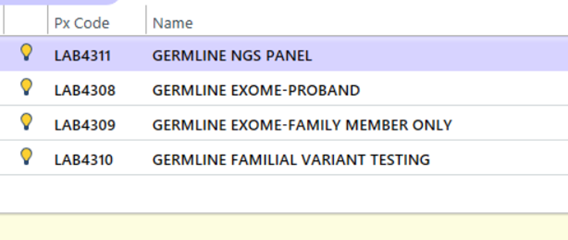 Px Code Name
LAB4311 GERMLINE NGS PANEL
LAB4308 GERMLINE EXOME-PROBAND
LAB4309 GERMLINE EXOME-FAMILY MEMBER ONLY
LAB4310 GERMLINE FAMILIAL VARIANT TESTING